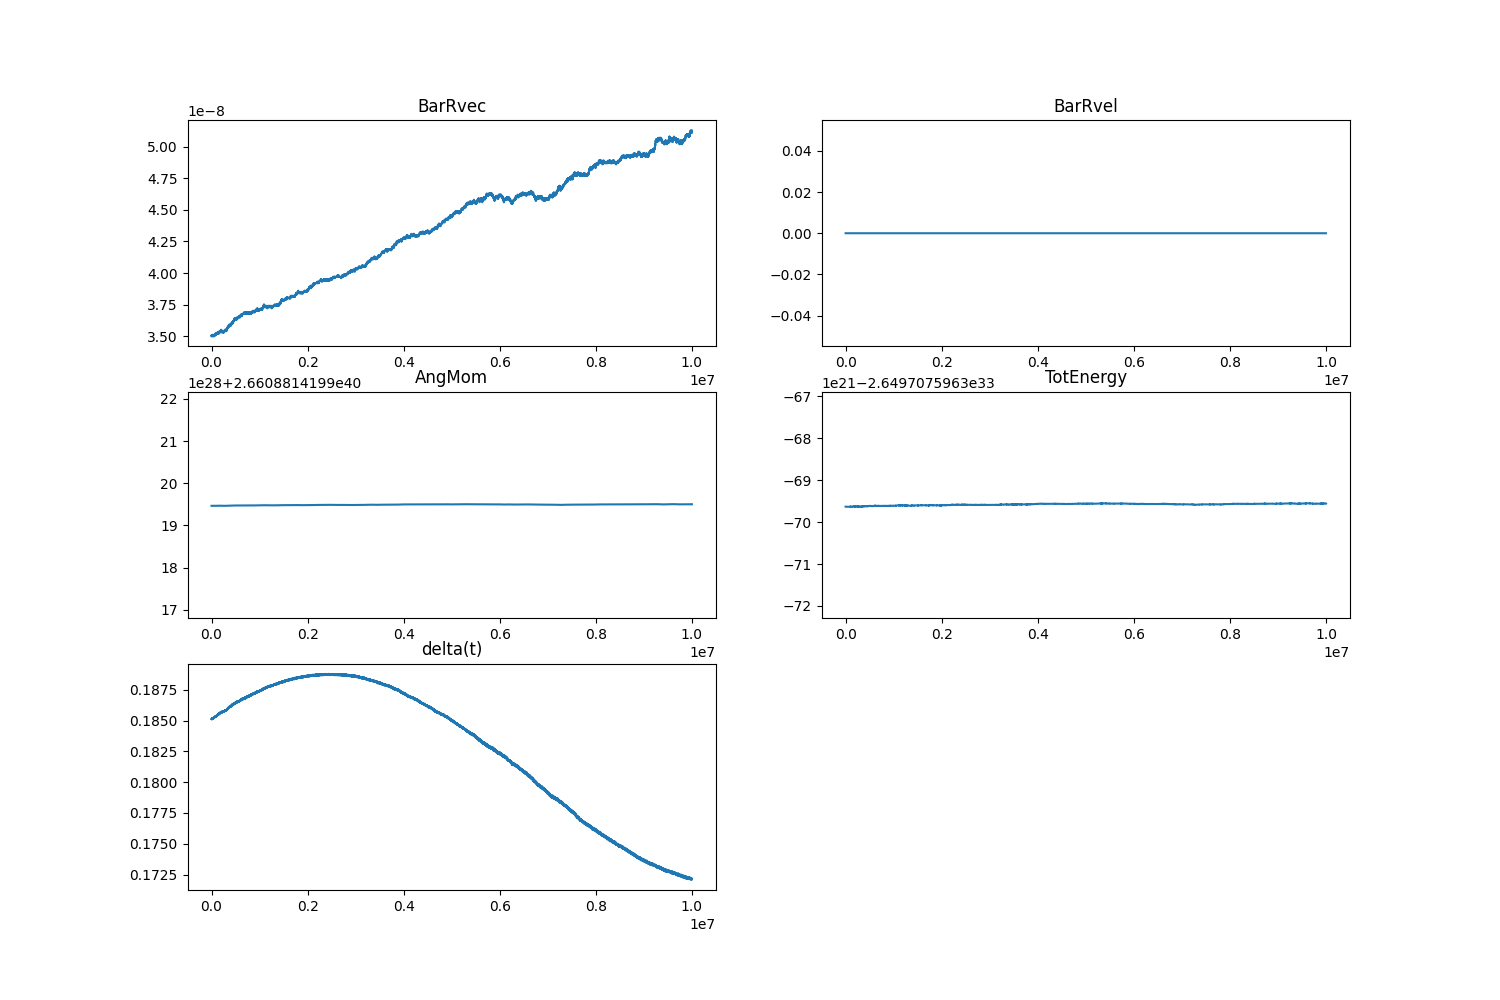 BarRvec
1e−8
5.00
4.75
4.50
4.25
4.00
3.75
3.50
0.0 0.2 0.4 0.6 0.8 1.0
1e7
BarRvel
0.04
0.02
0.00
−0.02
−0.04
0.0 0.2 0.4 0.6 0.8 1.0
1e7
1e28+2.6608814199e40
AngMom
22
21
20
19
18
17
0.0 0.2 0.4 0.6 0.8 1.0
1e7
1e21−2.6497075963e33
TotEnergy
−67
−68
−69
−70
−71
−72
0.0 0.2 0.4 0.6 0.8 1.0
1e7
delta(t)
0.1875
0.1850
0.1825
0.1800
0.1775
0.1750
0.1725
0.0 0.2 0.4 0.6 0.8 1.0
1e7